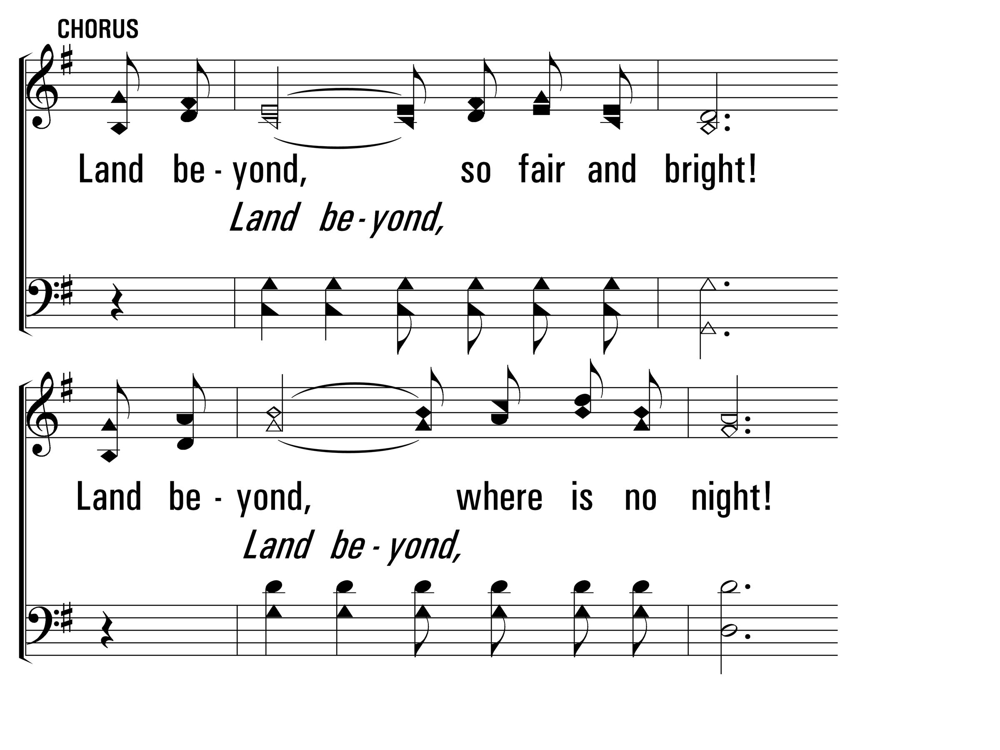 CHORUS
Land be - yond, so fair and bright!
Land be - yond,
Land be - yond, where is no night!
Land be - yond,